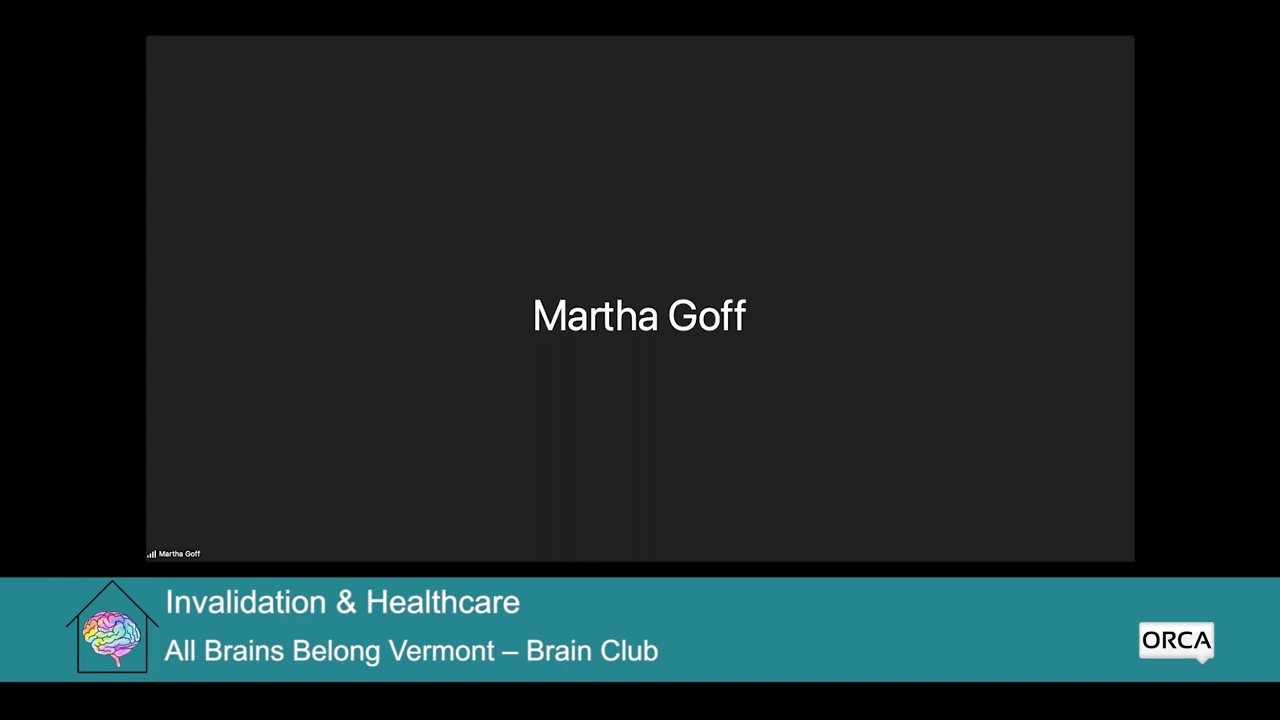 Martha Goff
Martha Goff
Invalidation & Healthcare
All Brains Belong Vermont – Brain Club
ORCA